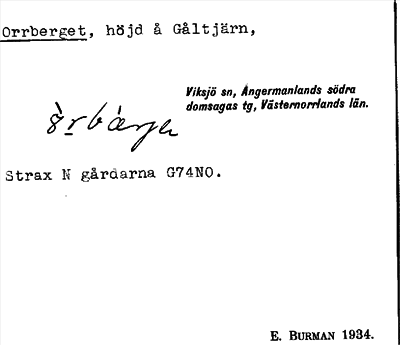 Orrberget, höjd å Gåltjärn,
Viksjö sn, Ångermanlands södra
domsagas tg, Västernorrlands län.
Strax N gårdarna G74NO.
E. BURMAN 1934.